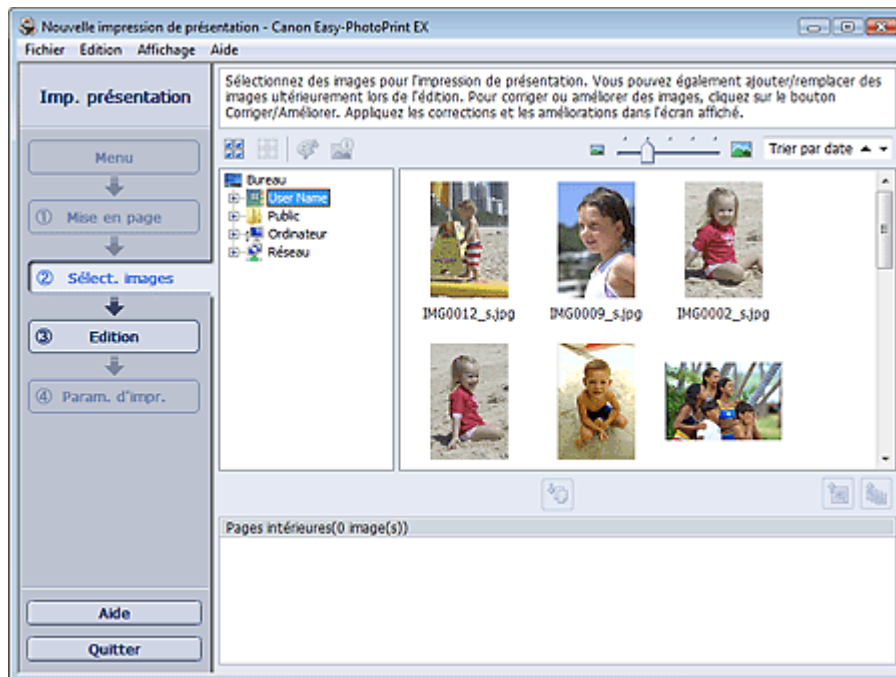 Nouvelle impression de présentation - Canon Easy-PhotoPrint EX
Fichier Edition Affichage Aide
Imp. présentation
Sélectionnez des images pour l'impression de présentation. Vous pouvez également ajouter/remplacer des
images ultérieurement lors de l'édition. Pour corriger ou améliorer des images, cliquez sur le bouton
Corriger/Améliorer. Appliquez les corrections et les améliorations dans l'écran affiché.
Menu
① Mise en page
② Sélect. images
③ Edition
④ Param. d'impr.
Aide
Quitter
Trier par date
Bureau
User Name
Public
Ordinateur
Réseau
IMG0012_s.jpg IMG0009_s.jpg IMG0002_s.jpg
Pages intérieures(0 image(s))